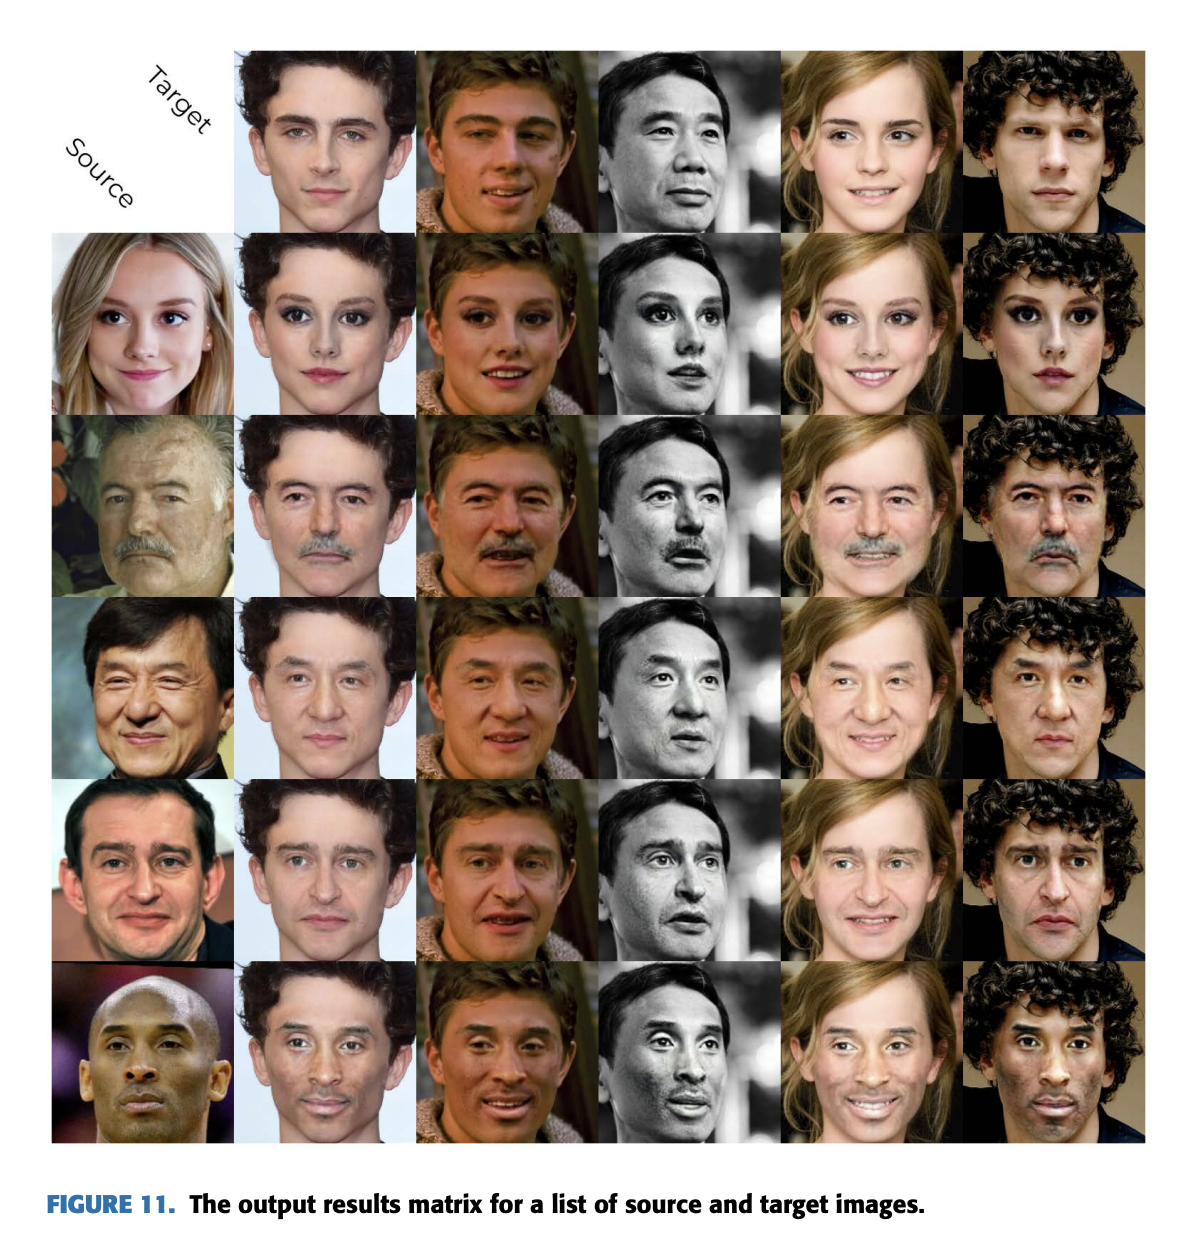 Target
Source
FIGURE 11. The output results matrix for a list of source and target images.